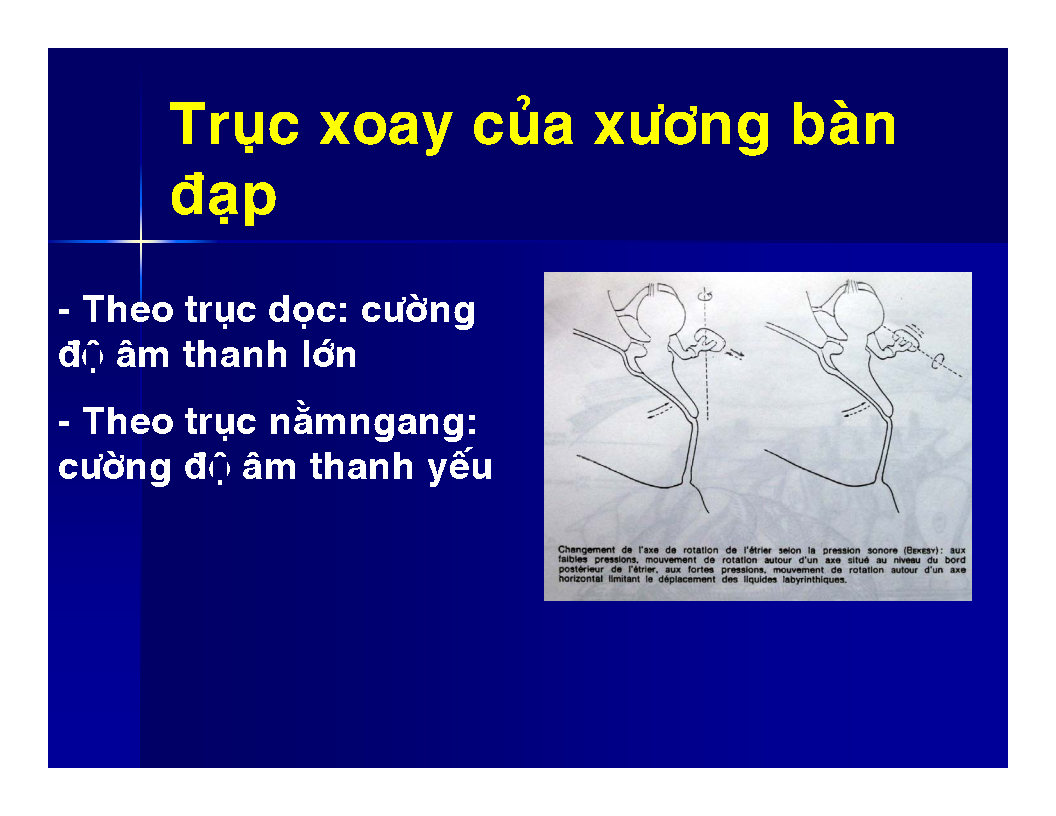 Trục xoay của xương bàn
đạp
- Theo trục dọc: cường
độ âm thanh lớn
- Theo trục nằmngang:
cường độ âm thanh yếu
Changement de l'axe de rotation de l'étrier selon la pression sonore (BEKESY): aux
faibles pressions, mouvement de rotation autour d'un axe situé au niveau du bord
postérieur de l'étrier, aux fortes pressions, mouvement de rotation autour d'un axe
horizontal limitant le déplacement des liquides labyrinthiques.